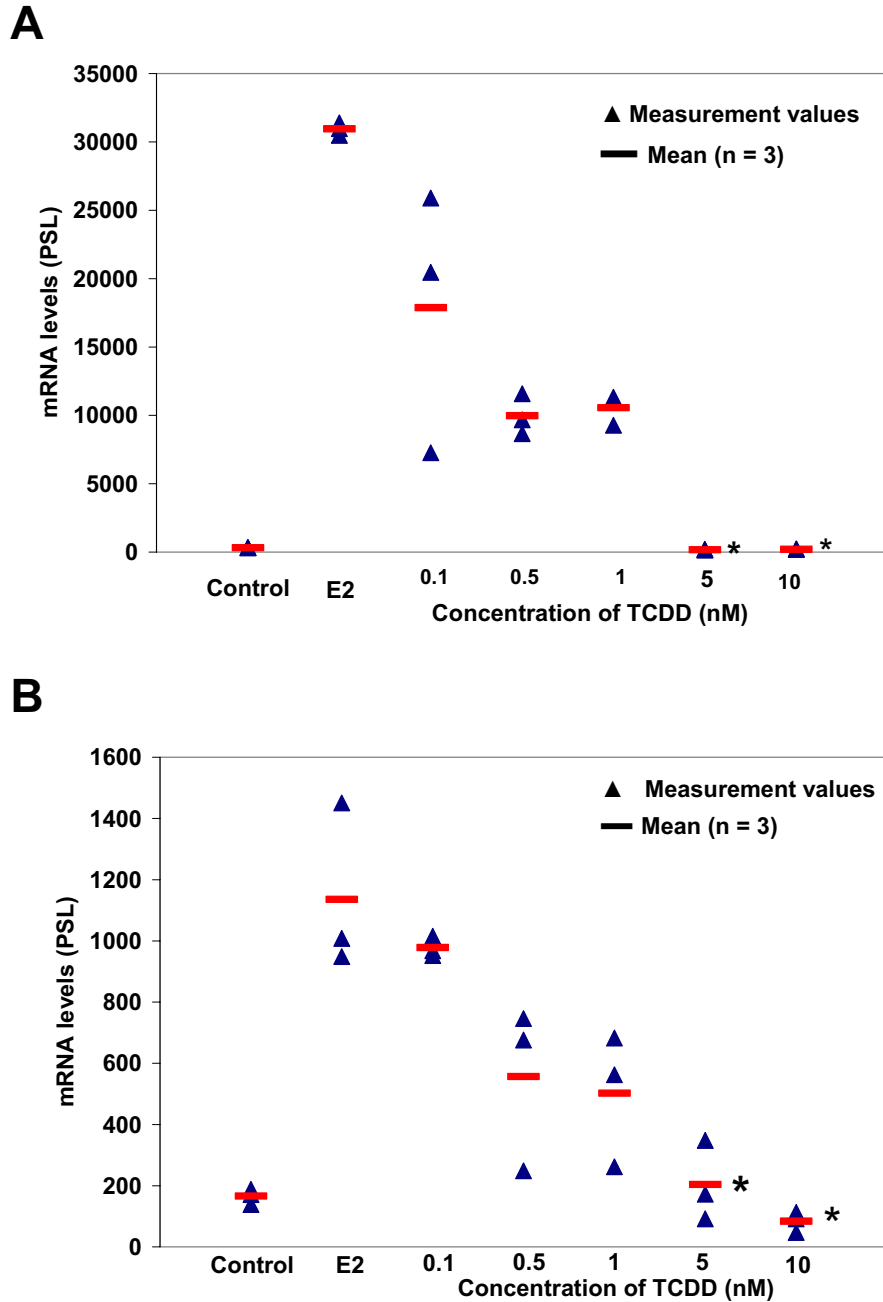 A
35000
30000
25000
20000
15000
10000
5000
0
mRNA levels (PSL)
▲ Measurement values
Mean (n = 3)
*
*
Control E2 0.1 0.5 1 5 10
Concentration of TCDD (nM)
B
1600
1400
1200
1000
800
600
400
200
0
mRNA levels (PSL)
▲ Measurement values
Mean (n = 3)
*
*
Control E2 0.1 0.5 1 5 10
Concentration of TCDD (nM)